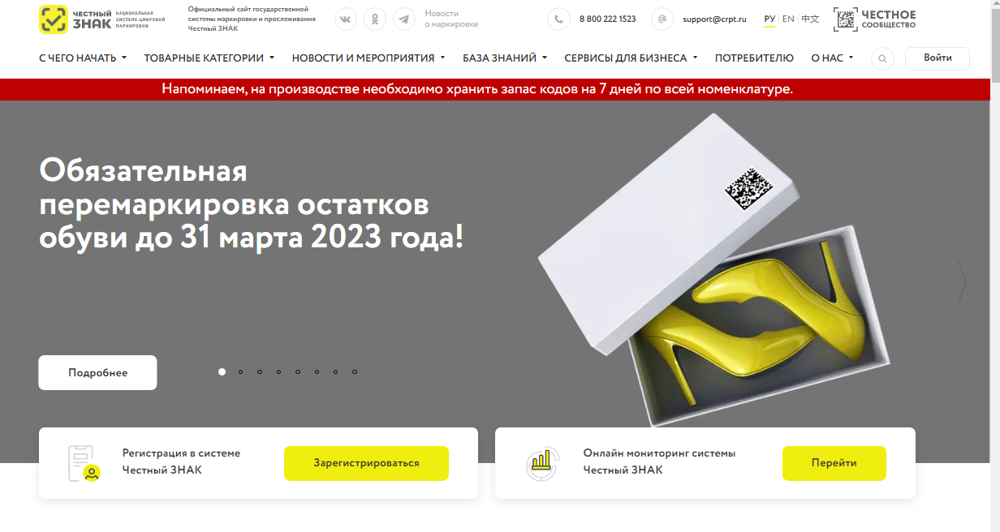 ЧЕСТНЫЙ
ЗНАК
НАЦИОНАЛЬНАЯ
СИСТЕМА ЦИФРОВОЙ
МАРКИРОВКИ
Официальный сайт государственной
системы маркировки и прослеживания
Честный ЗНАК
Новости
о маркировке
8 800 222 1523
@
support@crpt.ru
РУ | EN | 中文
ЧЕСТНОЕ
СООБЩЕСТВО
С ЧЕГО НАЧАТЬ
ТОВАРНЫЕ КАТЕГОРИИ
НОВОСТИ И МЕРОПРИЯТИЯ
БАЗА ЗНАНИЙ
СЕРВИСЫ ДЛЯ БИЗНЕСА
ПОТРЕБИТЕЛЮ
О НАС
Войти
Напоминаем, на производстве необходимо хранить запас кодов на 7 дней по всей номенклатуре.
Обязательная
перемаркировка остатков
обуви до 31 марта 2023 года!
Подробнее
Регистрация в системе
Честный ЗНАК
Зарегистрироваться
Онлайн мониторинг системы
Честный ЗНАК
Перейти